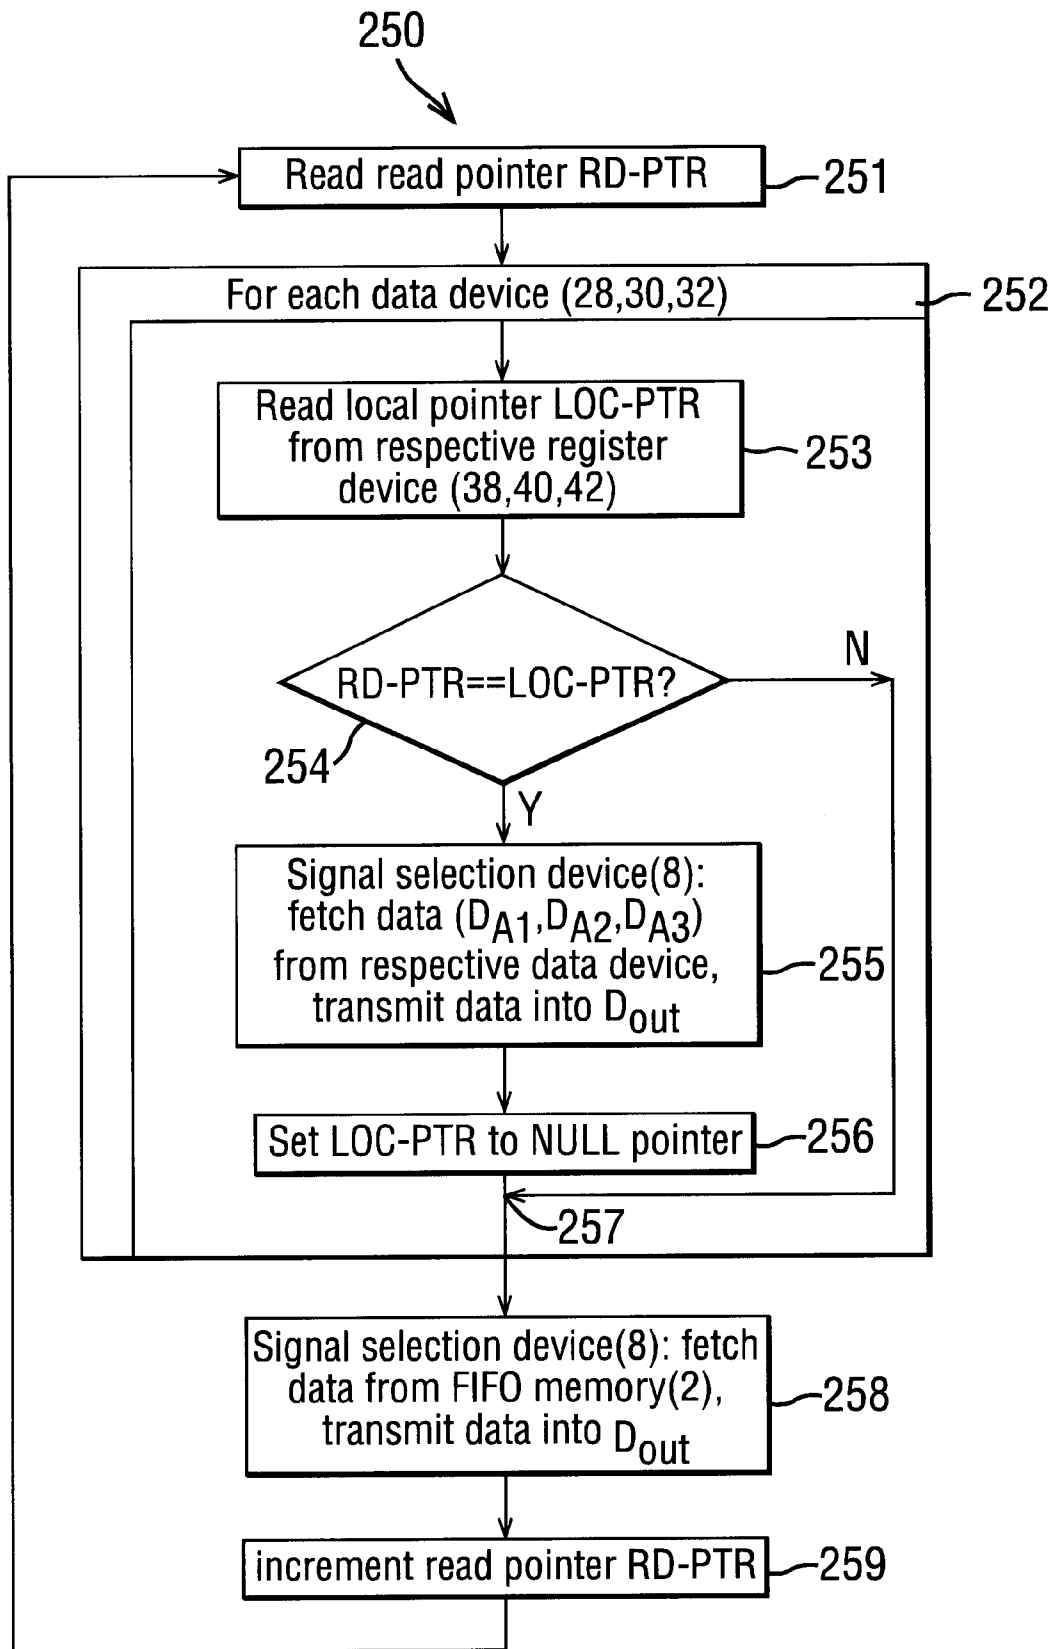 250
Read read pointer RD-PTR
251
For each data device (28,30,32)
252
Read local pointer LOC-PTR
from respective register
device (38,40,42)
253
RD-PTR==LOC-PTR?
N
254
Y
Signal selection device(8):
fetch data (DA1,DA2,DA3)
from respective data device,
transmit data into Dout
255
Set LOC-PTR to NULL pointer
256
257
Signal selection device(8): fetch
data from FIFO memory(2),
transmit data into Dout
258
increment read pointer RD-PTR
259